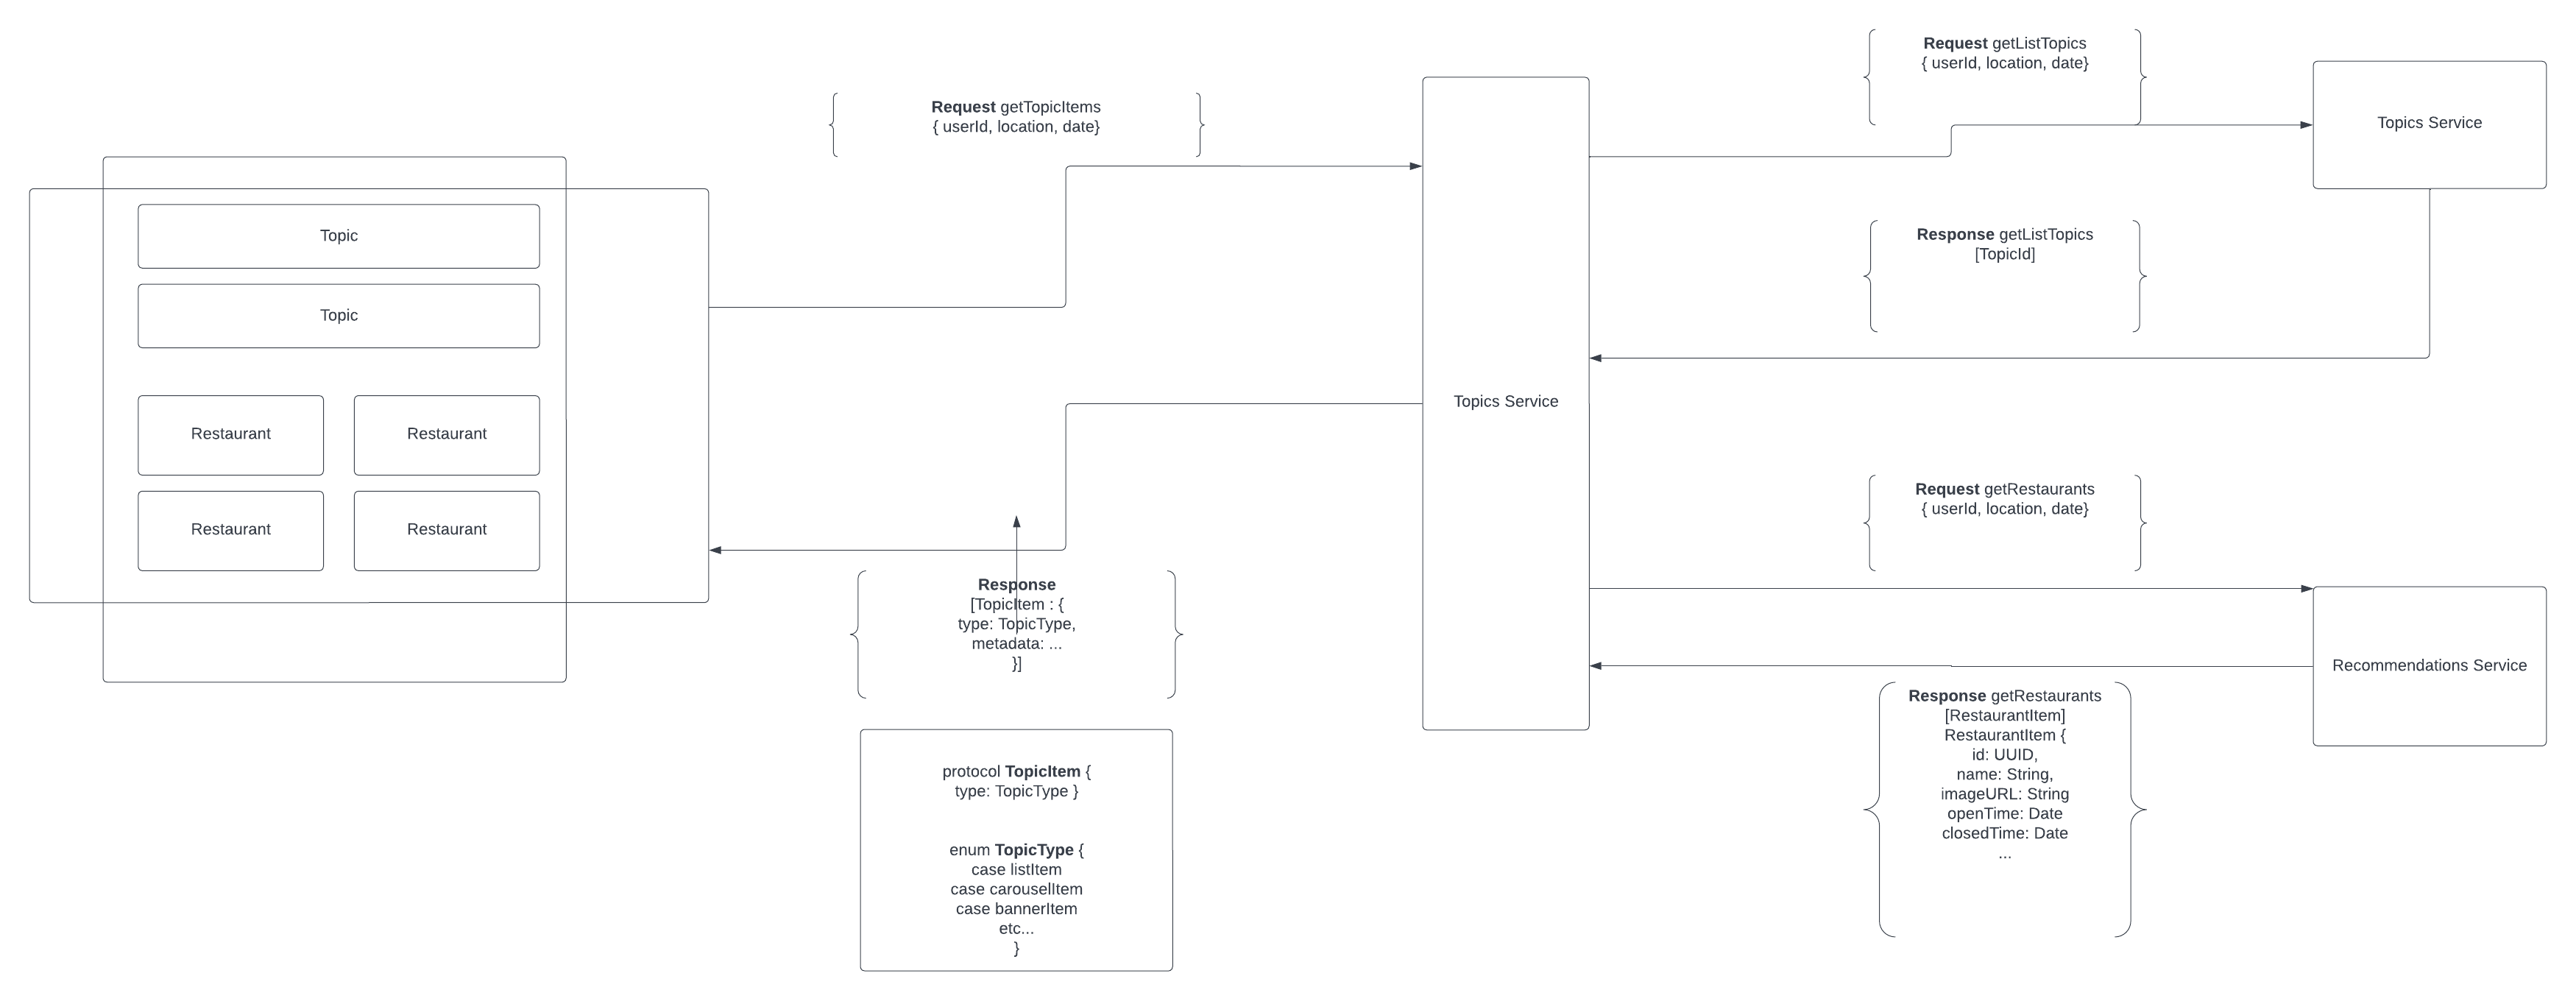 Topic
Topic
Restaurant
Restaurant
Restaurant
Restaurant
Request getTopicItems
{ userId, location, date}
Response
[TopicItem : {
type: TopicType,
metadata: ...
}]
protocol TopicItem {
type: TopicType }
enum TopicType {
case listItem
case carouselItem
case bannerItem
etc...
}
Topics Service
Request getListTopics
{ userId, location, date}
Topics Service
Response getListTopics
[TopicId]
Request getRestaurants
{ userId, location, date}
Recommendations Service
Response getRestaurants
[RestaurantItem]
RestaurantItem {
id: UUID,
name: String,
imageURL: String
openTime: Date
closedTime: Date
...